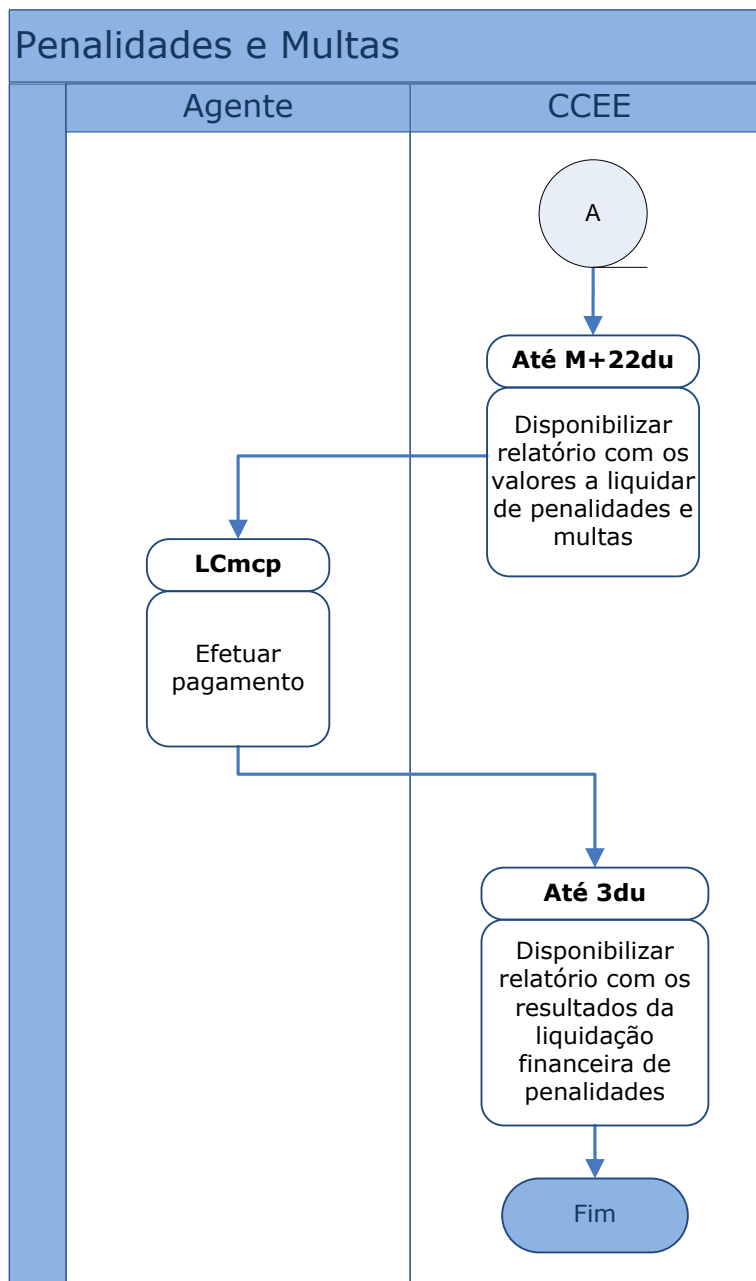 Penalidades e Multas
Agente
CCEE
A
Até M+22du
Disponibilizar
relatório com os
valores a liquidar
de penalidades e
multas
LCmcp
Efetuar
pagamento
Até 3du
Disponibilizar
relatório com os
resultados da
liquidação
financeira de
penalidades
Fim